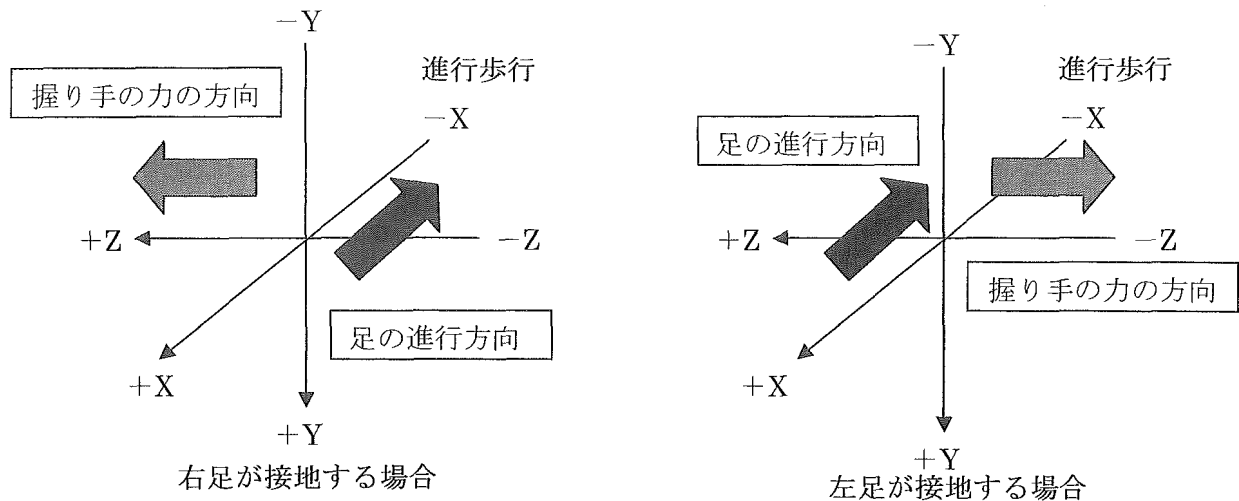 −Y
進行歩行
握り手の力の方向
−X
+Z
−Z
足の進行方向
+X
+Y
右足が接地する場合
−Y
進行歩行
−X
足の進行方向
+Z
−Z
握り手の力の方向
+X
+Y
左足が接地する場合